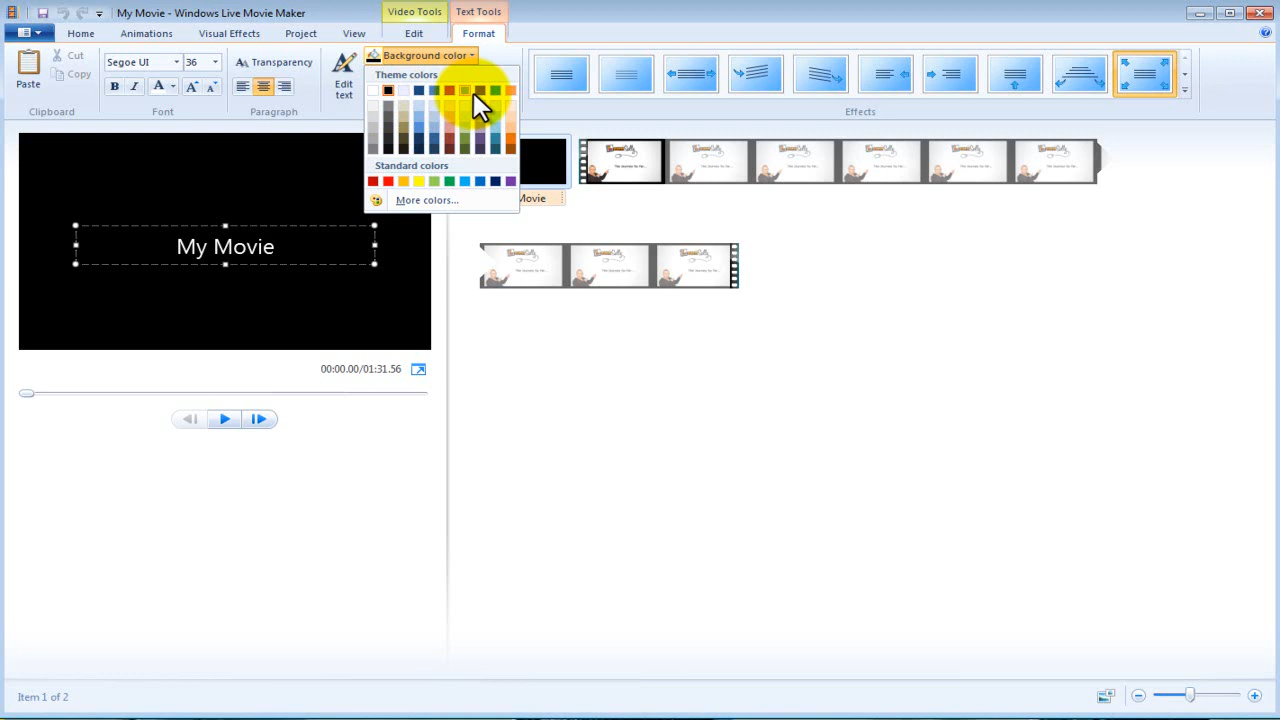 My Movie - Windows Live Movie Maker
Video Tools
Text Tools
Home
Animations
Visual Effects
Project
View
Edit
Format
Paste
Cut
Copy
Clipboard
Segoe UI
36
B
I
A
Font
Transparency
Paragraph
Edit
text
Background color
Theme colors
Standard colors
More colors...
Effects
Movie
My Movie
00:00.00/01:31.56
Item 1 of 2